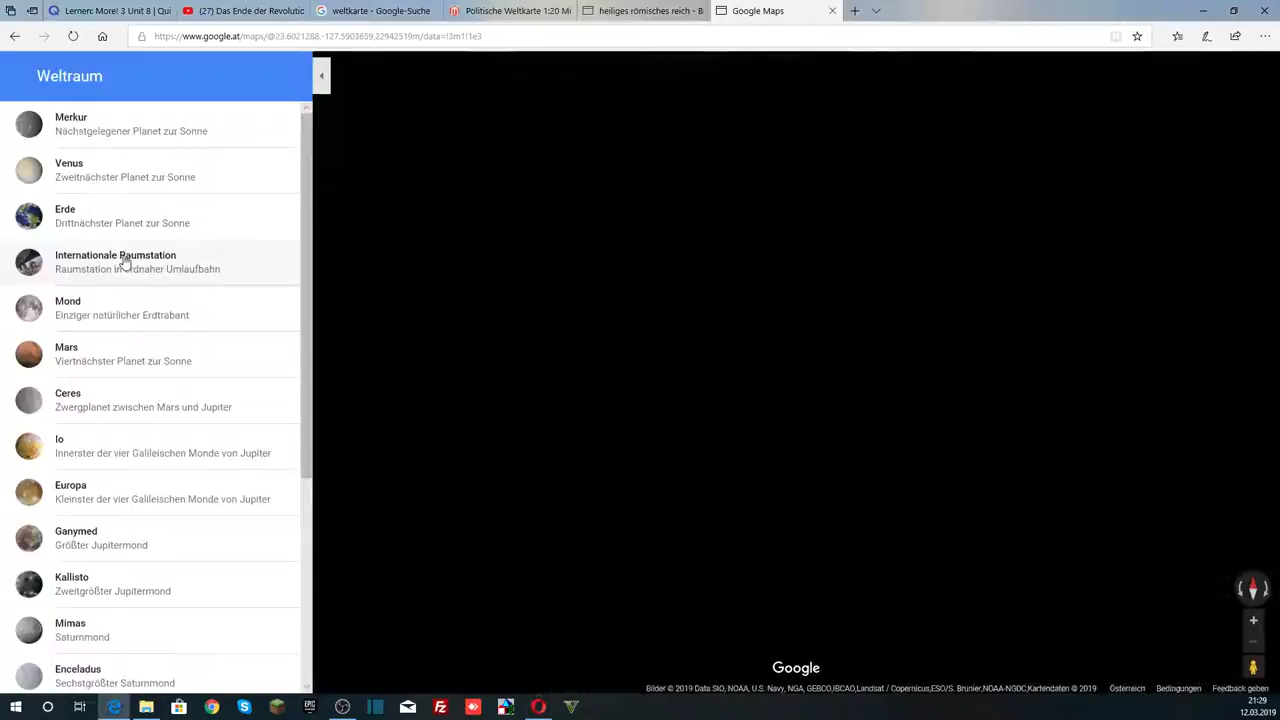 Lernen: More! 3 Unit 8 | Qui
(27) Das Ende der Revolutio
weltkarte - Google-Suche
Politische Weltkarte 1:20 Mi
heiliges römisches reich - B
Google Maps
https://www.google.at/maps/@23.6021288,-127.5903659,22942519m/data=!3m1!1e3
Weltraum
Merkur
Nächstgelegener Planet zur Sonne
Venus
Zweitnächster Planet zur Sonne
Erde
Drittnächster Planet zur Sonne
Internationale Raumstation
Raumstation in erdnaher Umlaufbahn
Mond
Einziger natürlicher Erdtrabant
Mars
Viertnächster Planet zur Sonne
Ceres
Zwergplanet zwischen Mars und Jupiter
Io
Innerster der vier Galileischen Monde von Jupiter
Europa
Kleinster der vier Galileischen Monde von Jupiter
Ganymed
Größter Jupitermond
Kallisto
Zweitgrößter Jupitermond
Mimas
Saturnmond
Enceladus
Sechstgrößter Saturnmond
Google
Bilder © 2019 Data SIO, NOAA, U.S. Navy, NGA, GEBCO,IBCAO,Landsat / Copernicus,ESO/S. Brunier,NOAA-NGDC,Kartendaten © 2019
Österreich
Bedingungen
Feedback geben
EPIC
21:29
12.03.2019